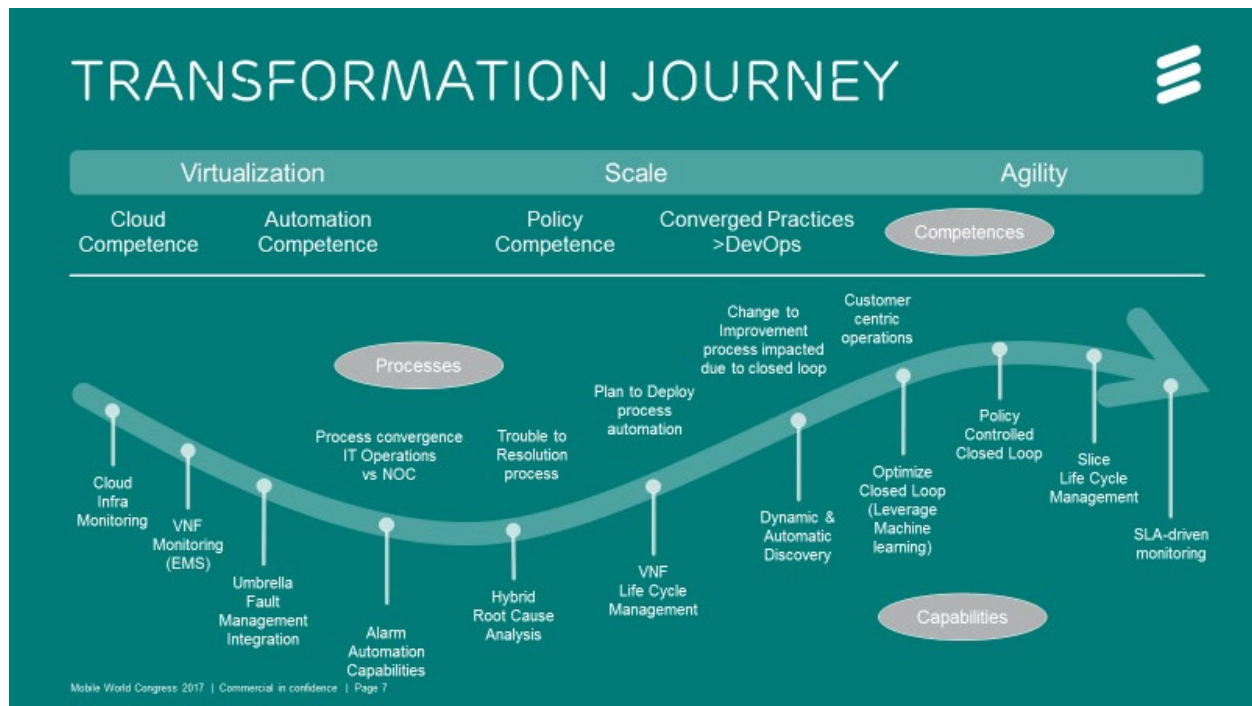 TRANSFORMATION JOURNEY
Virtualization
Scale
Agility
Cloud
Competence
Automation
Competence
Policy
Competence
Converged Practices
>DevOps
Competences
Processes
Process convergence
IT Operations
vs NOC
Trouble to
Resolution
process
Plan to Deploy
process
automation
Change to
Improvement
process impacted
due to closed loop
Customer
centric
operations
Cloud
Infra
Monitoring
VNF
Monitoring
(EMS)
Umbrella
Fault
Management
Integration
Alarm
Automation
Capabilities
Hybrid
Root Cause
Analysis
VNF
Life Cycle
Management
Dynamic &
Automatic
Discovery
Optimize
Closed Loop
(Leverage
Machine
learning)
Policy
Controlled
Closed Loop
Slice
Life Cycle
Management
SLA-driven
monitoring
Capabilities
Mobile World Congress 2017 | Commercial in confidence | Page 7